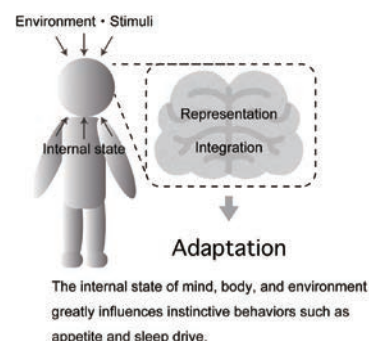 Environment・Stimuli
Representation
Internal state
Integration
Adaptation
The internal state of mind, body, and environment
greatly influences instinctive behaviors such as
appetite and sleep drive.